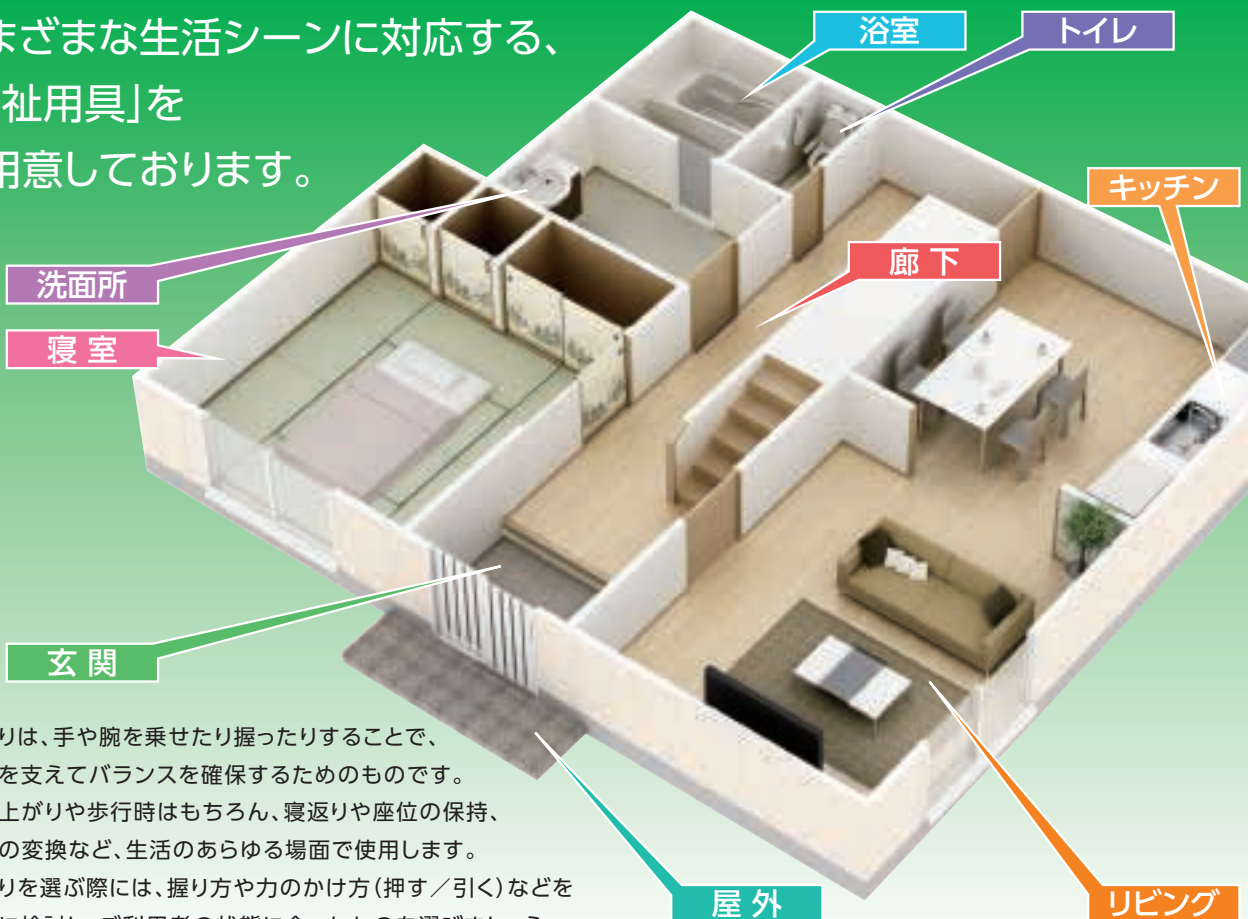 まざまな生活シーンに対応する、
祉用具」を
用意しております。
浴室
トイレ
キッチン
廊下
洗面所
寝室
玄関
りは、手や腕を乗せたり握ったりすることで、
を支えてバランスを確保するためのものです。
上がりや歩行時はもちろん、寝返りや座位の保持、
の変換など、生活のあらゆる場面で使用します。
りを選ぶ際には、握り方や力のかけ方(押す/引く)などを
屋外
リビング